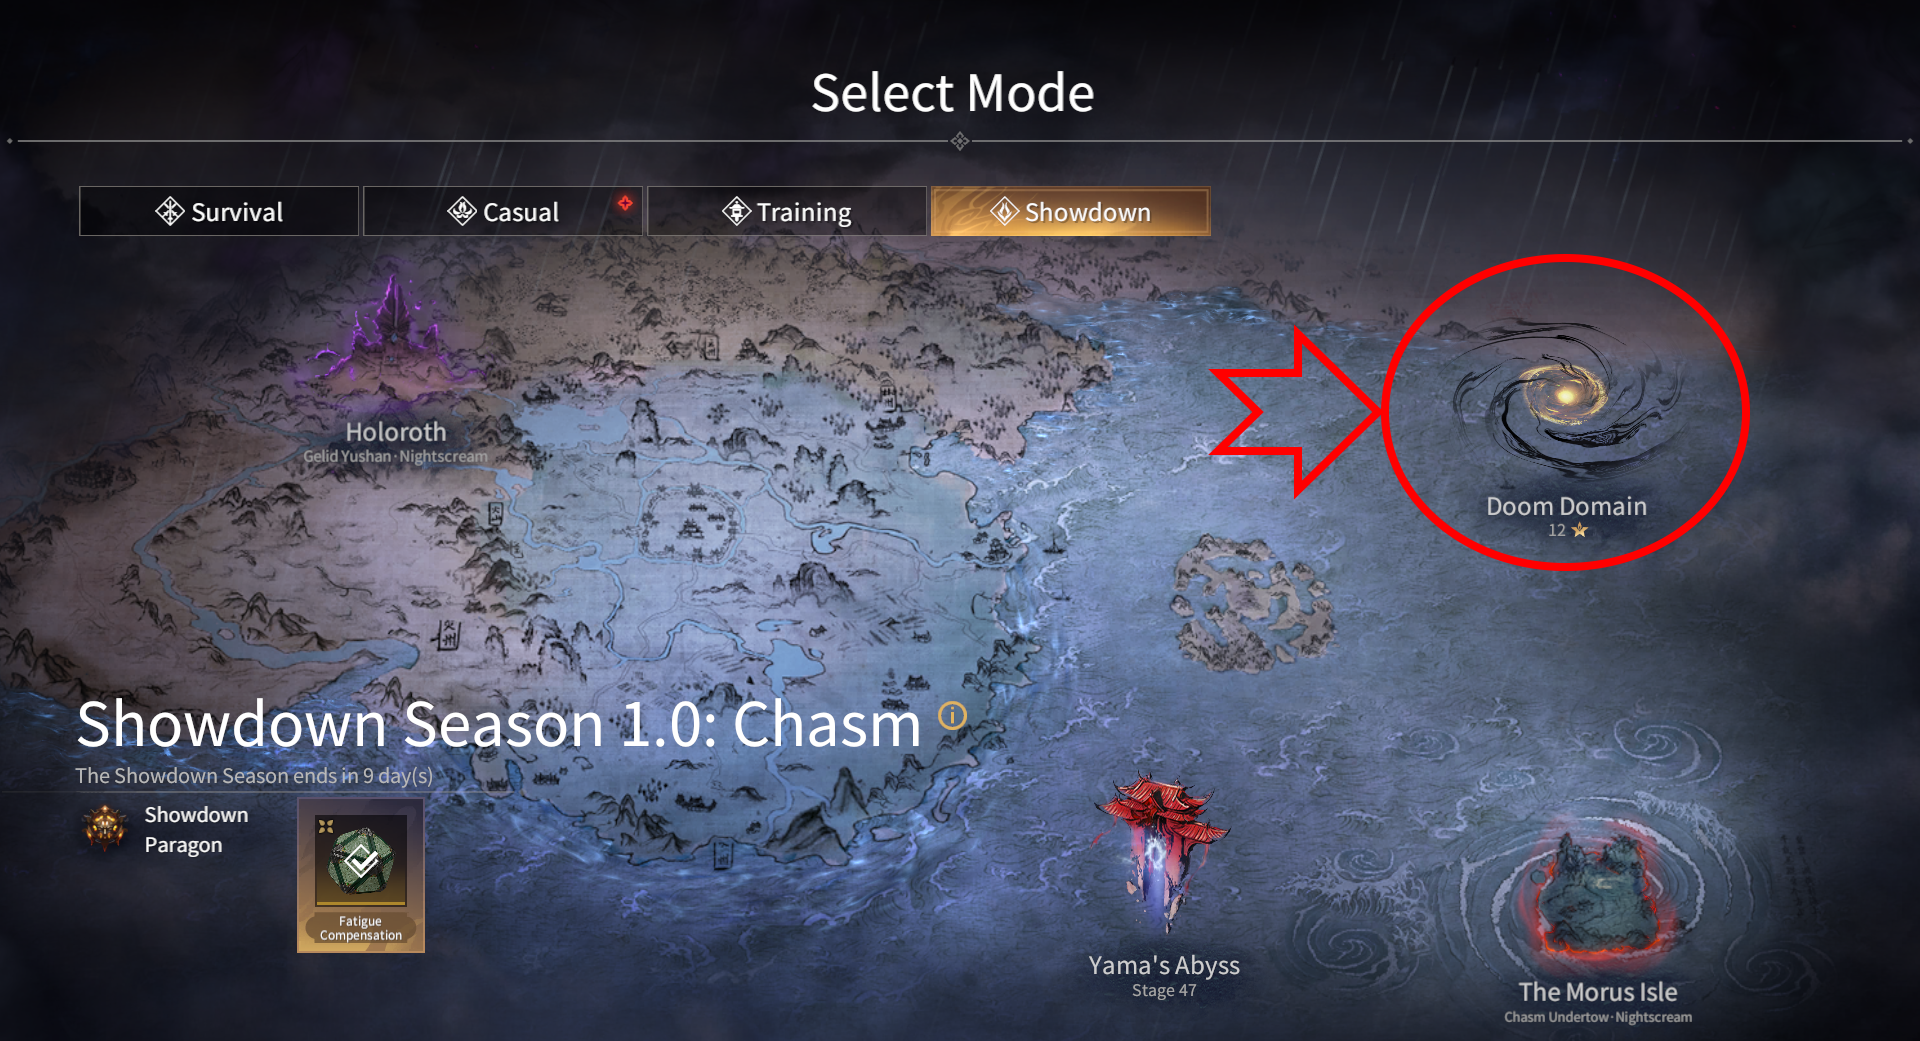 Select Mode
Survival
Casual
Training
Showdown
Holoroth
Gelid Yushan·Nightscream
Doom Domain
12
Showdown Season 1.0: Chasm
The Showdown Season ends in 9 day(s)
Showdown
Paragon
Fatigue
Compensation
Yama's Abyss
Stage 47
The Morus Isle
Chasm Undertow·Nightscream